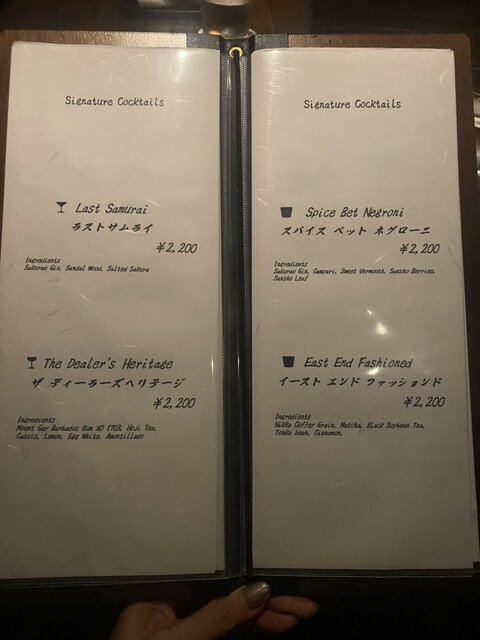 Signature Cocktails
Last Samurai
ラストサムライ
¥2,200
Ingredients
Sakurao Gin, Sandal Wood, Salted Sakura
The Dealer's Heritage
ザ ディーラーズヘリテージ
¥2,200
Ingredients
Mount Gay Barbados Rum XO 1703, Hoji Tea,
Cassis, Lemon, Egg White, Amontillado
Signature Cocktails
Spice Bet Negroni
スパイス ベット ネグローニ
¥2,200
Ingredients
Sakurao Gin, Campari, Sweet Vermouth, Sansho Berries,
Sansho Leaf
East End Fashioned
イースト エンド ファッションド
¥2,200
Ingredients
Nikka Coffey Grain, Matcha, Black Soybean Tea,
Tonka bean, Cinnamon,